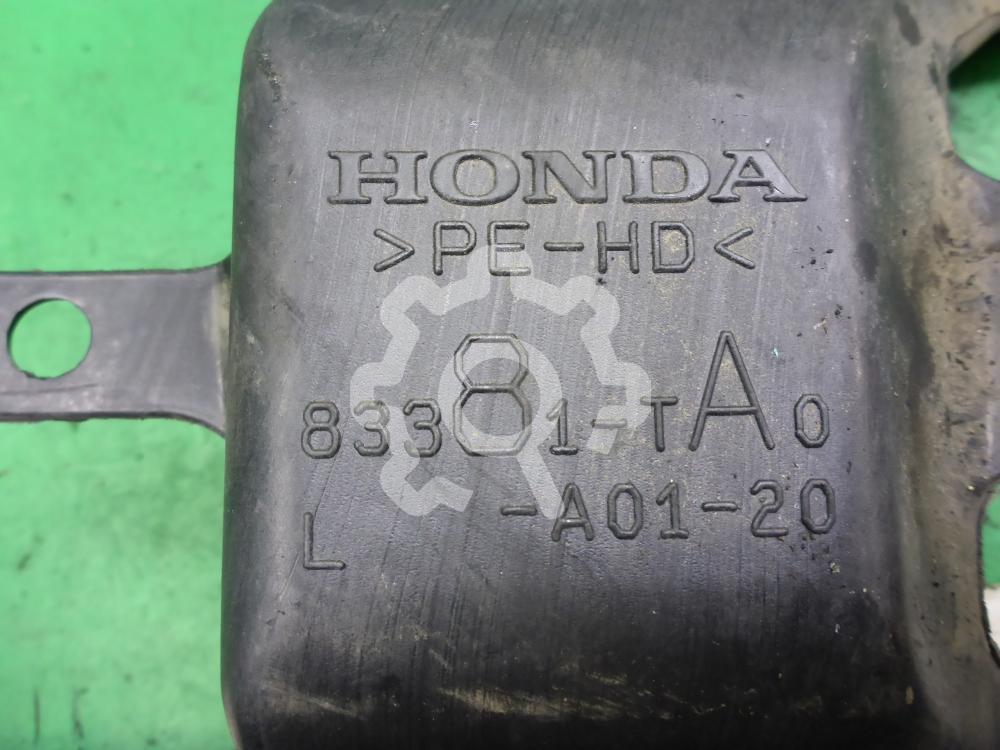 HONDA
>PE-HD<
83381-TA0
-A01-20
L